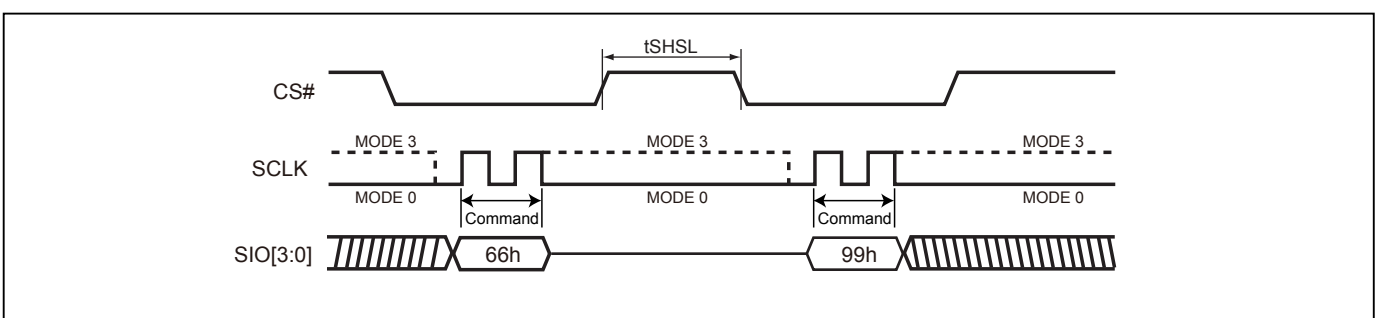 tSHSL
CS#
MODE 3 MODE 3 MODE 3
SCLK
MODE 0 MODE 0 MODE 0
Command Command
SIO[3:0] 66h 99h